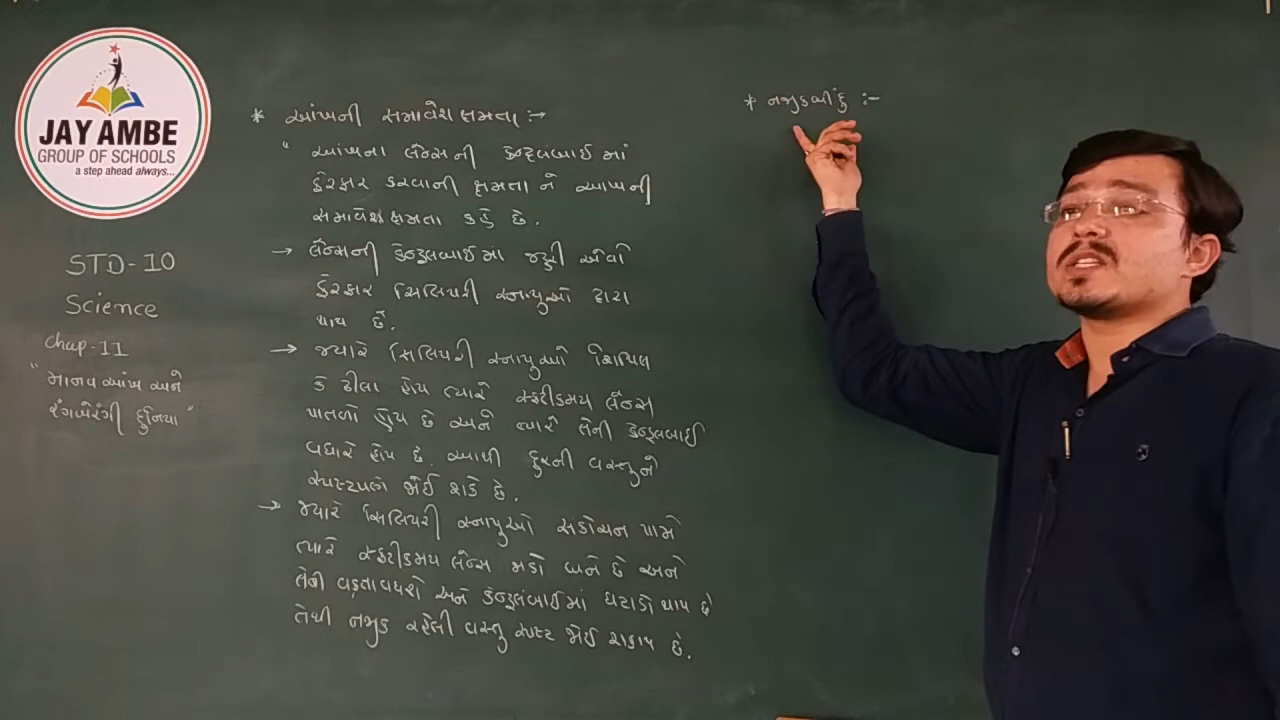 JAY AMBE
GROUP OF SCHOOLS
a step ahead always...
STD-10
Science
Chap-11
"માનવ આંખ અને
રંગબેરંગી દુનિયા"
* આંખની સમાવેશ ક્ષમતા :→
" આંખના લેન્સની કેન્દ્રલંબાઈ માં
ફેરફાર કરવાની ક્ષમતા ને આંખની
સમાવેશ ક્ષમતા કહે છે.
→ લેન્સની કેન્દ્રલંબાઈ માં જરૂરી એવો
ફેરફાર સિલિયરી સ્નાયુઓ દ્વારા
થાય છે.
→ જ્યારે સિલિયરી સ્નાયુઓ શિથિલ
કે ઢીલા હોય ત્યારે સ્ફટીકમય લેન્સ
પાતળો હોય છે અને ત્યારે તેની કેન્દ્રલંબાઈ
વધારે હોય છે. આથી દુરની વસ્તુને
સ્પષ્ટપણે જોઈ શકે છે.
→ જ્યારે સિલિયરી સ્નાયુઓ સંકોચન પામે
ત્યારે સ્ફટીકમય લેન્સ જાડો બને છે અને
તેની વક્રતા વધશે અને કેન્દ્રલંબાઈમાં ઘટાડો થાય છે
તેથી નજીક રહેલી વસ્તુ સ્પષ્ટ જોઈ શકાય છે.
* નજીકબીંદુ :-